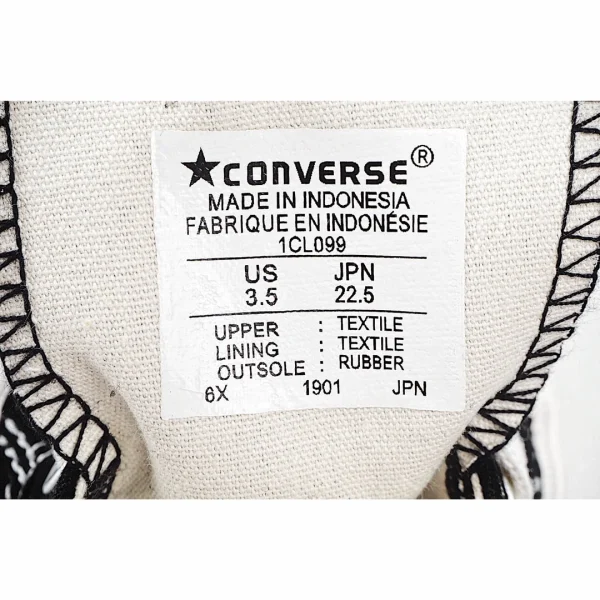 ★CONVERSE®
MADE IN INDONESIA
FABRIQUE EN INDONÉSIE
1CL099
US JPN
3.5 22.5
UPPER : TEXTILE
LINING : TEXTILE
OUTSOLE : RUBBER
6X 1901 JPN